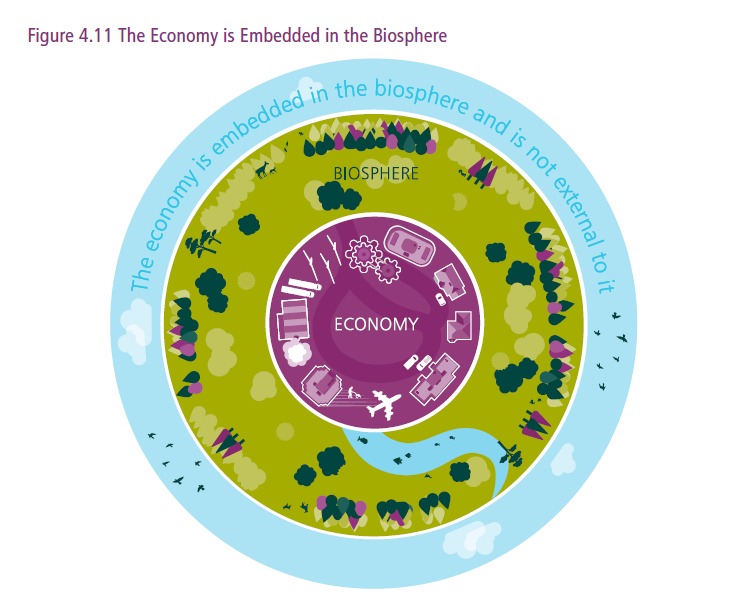 Figure 4.11 The Economy is Embedded in the Biosphere
The economy is embedded in the biosphere and is not external to it
BIOSPHERE
ECONOMY